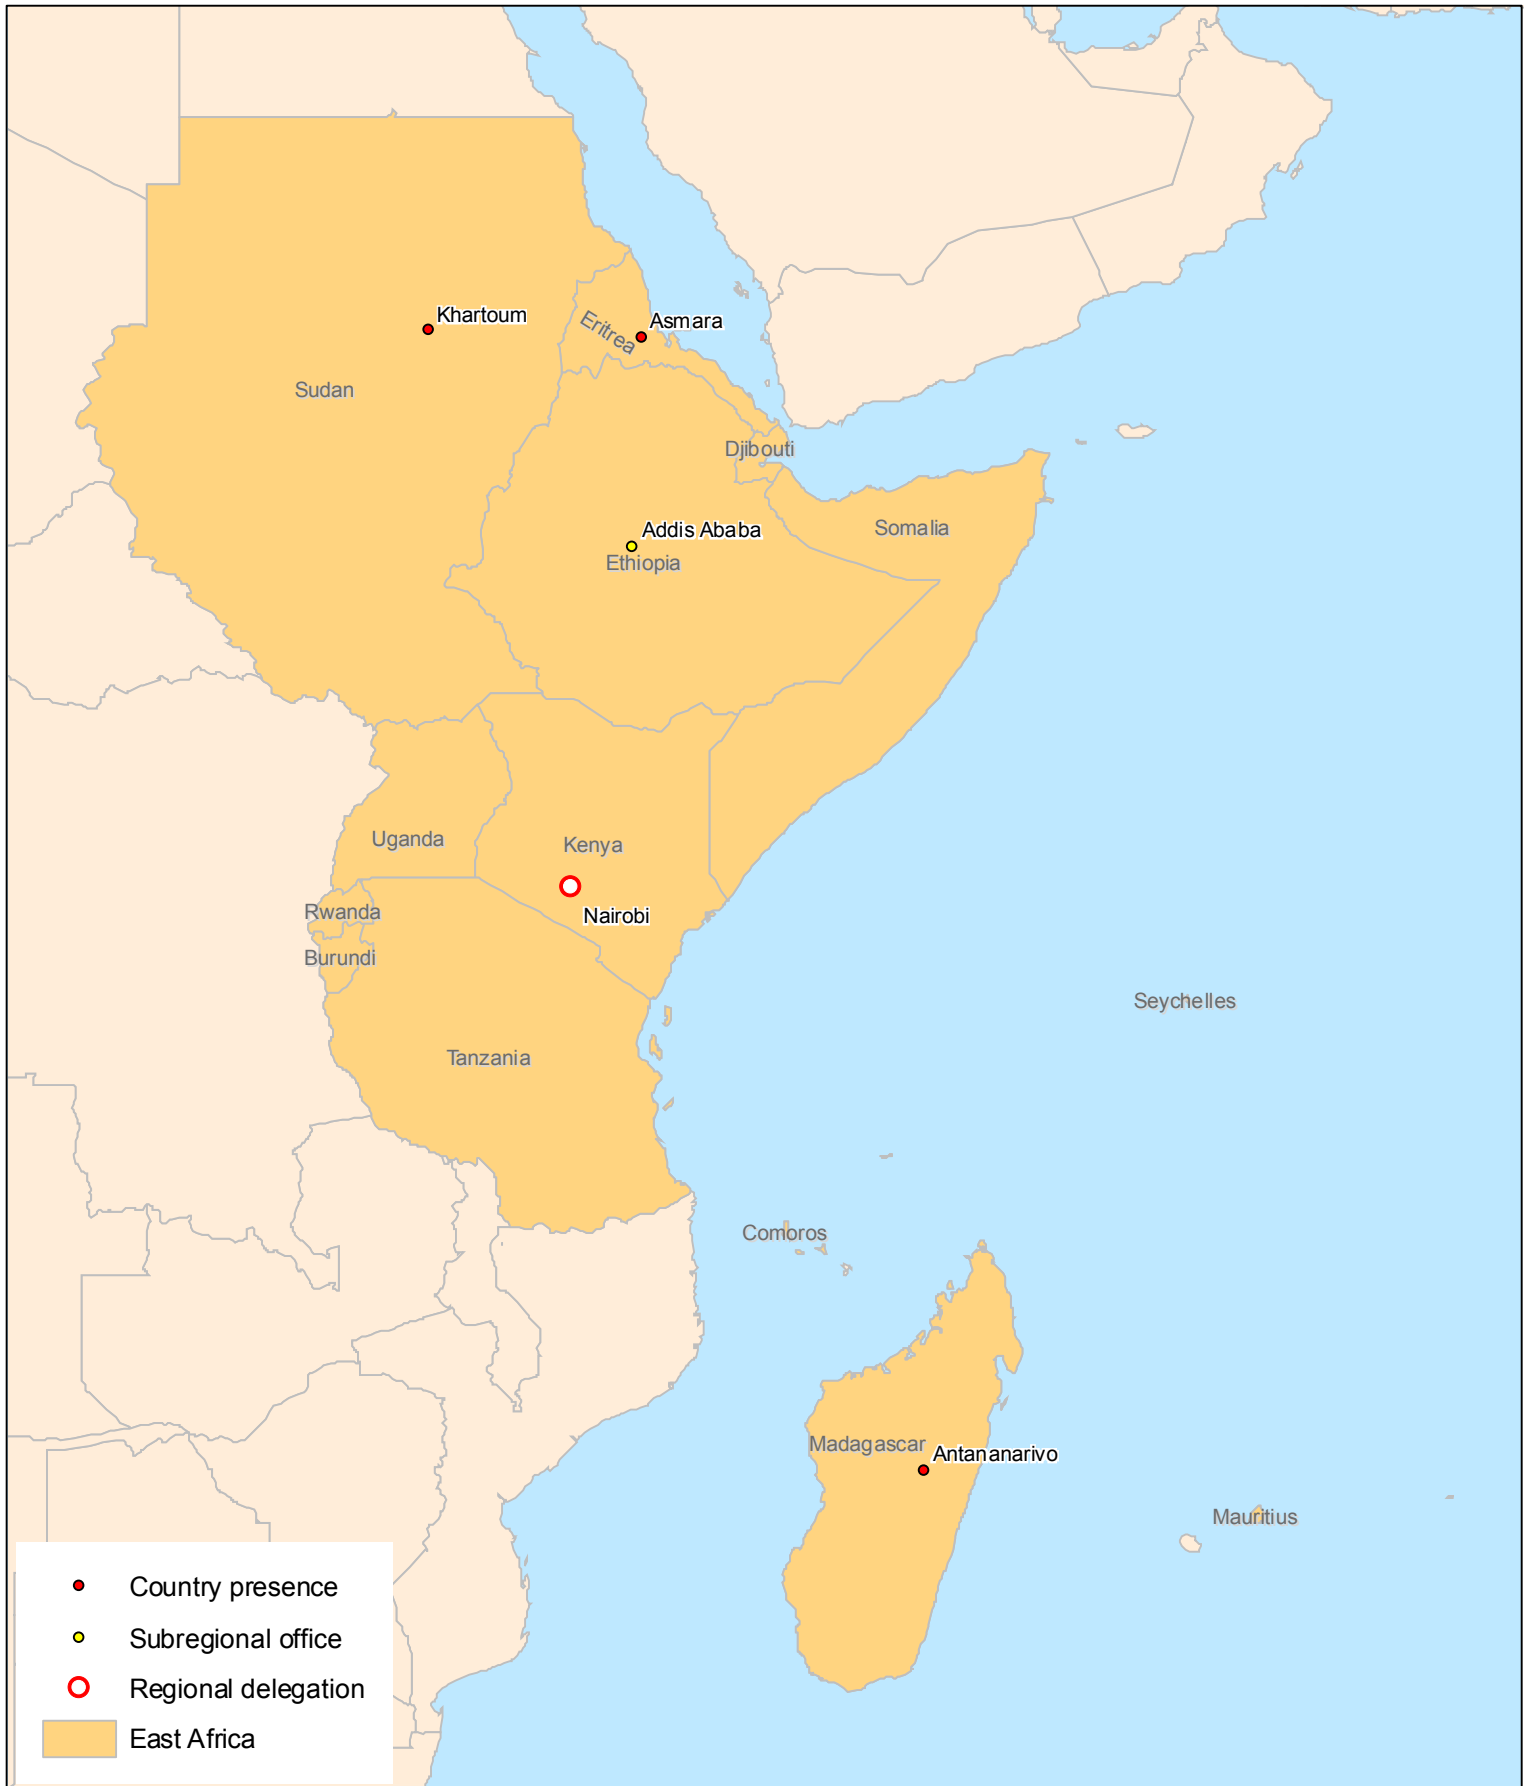 Khartoum
Asmara
Eritrea
Sudan
Djibouti
Addis Ababa
Somalia
Ethiopia
Uganda
Kenya
Rwanda
Nairobi
Burundi
Seychelles
Tanzania
Comoros
Madagascar
Antananarivo
Mauritius
Country presence
Subregional office
Regional delegation
East Africa